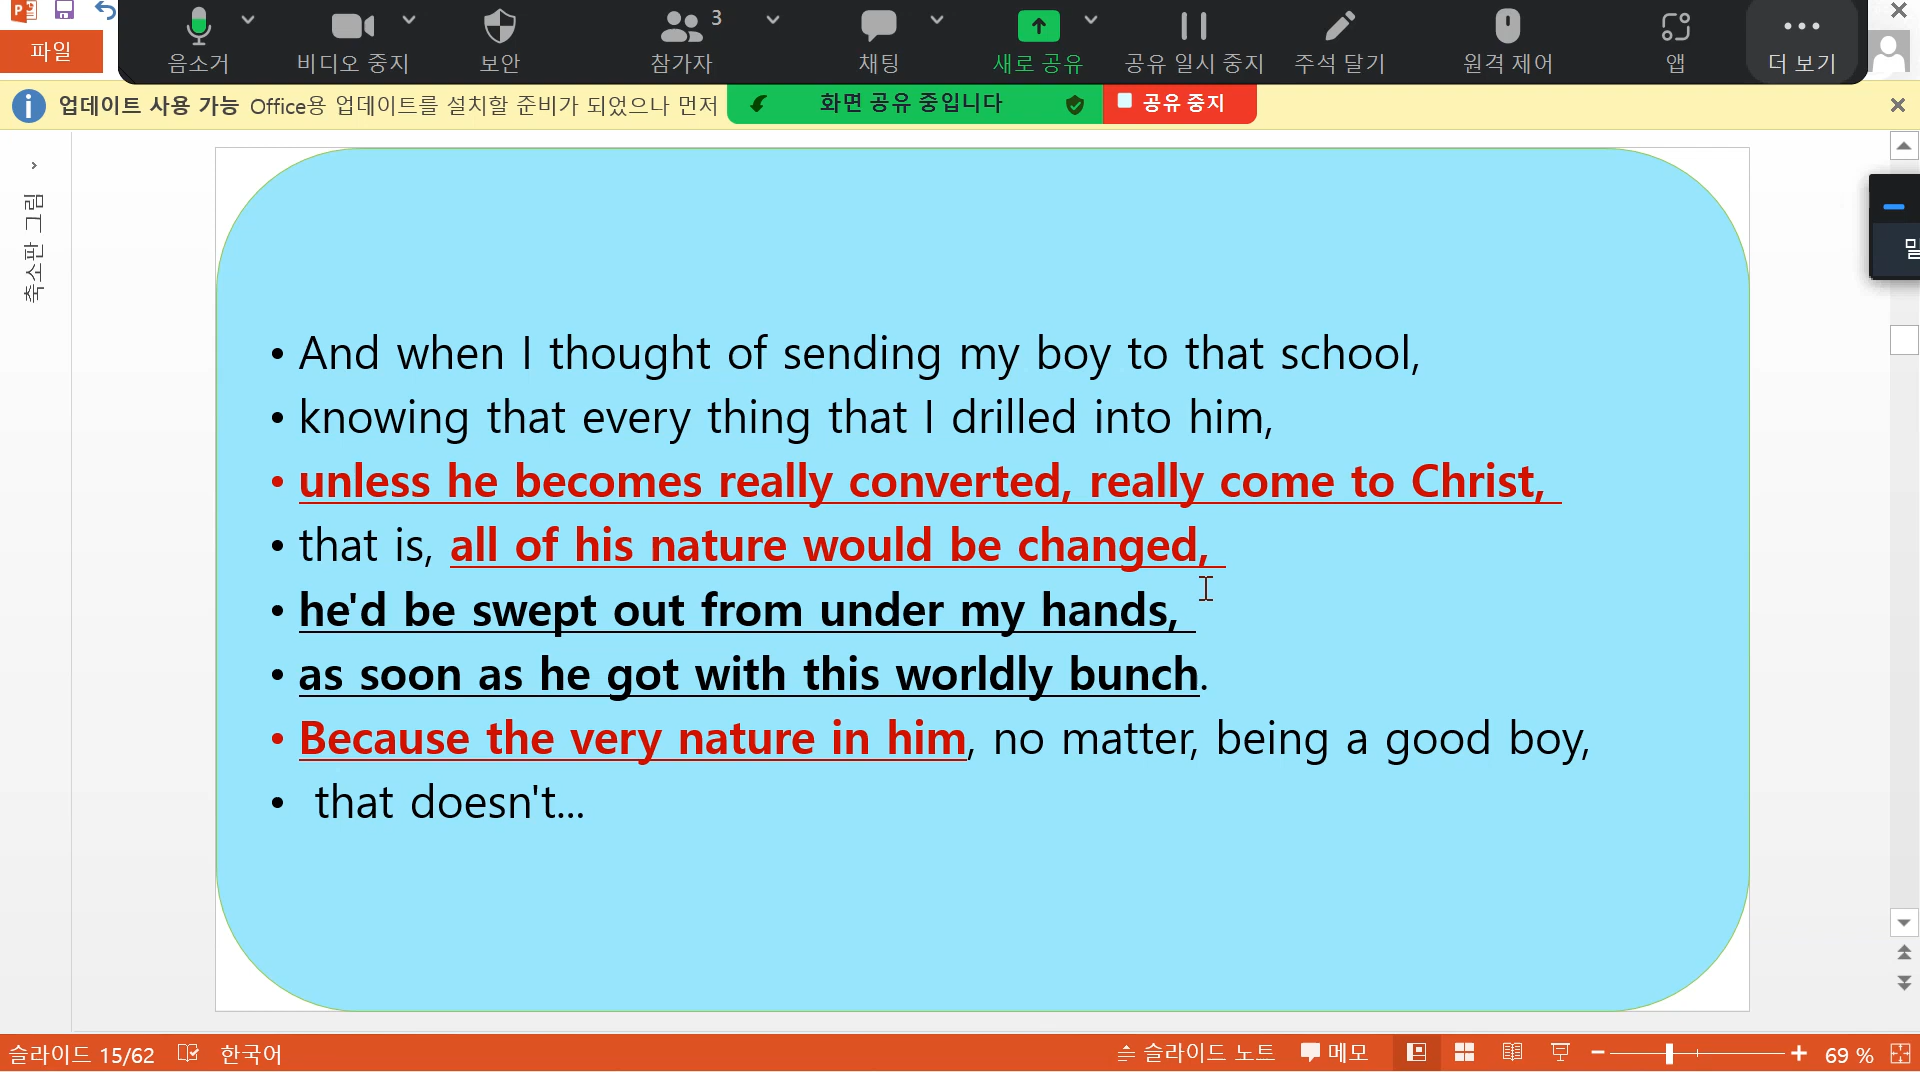 3
음소거
비디오 중지
보안
참가자
채팅
새로 공유
공유 일시 중지
주석 달기
원격 제어
앱
더 보기
파일
업데이트 사용 가능 Office용 업데이트를 설치할 준비가 되었으나 먼저
화면 공유 중입니다
공유 중지
축소판 그림
• And when I thought of sending my boy to that school,
• knowing that every thing that I drilled into him,
• unless he becomes really converted, really come to Christ,
• that is, all of his nature would be changed,
• he'd be swept out from under my hands,
• as soon as he got with this worldly bunch.
• Because the very nature in him, no matter, being a good boy,
• that doesn't...
슬라이드 15/62 한국어 슬라이드 노트 메모 69 %